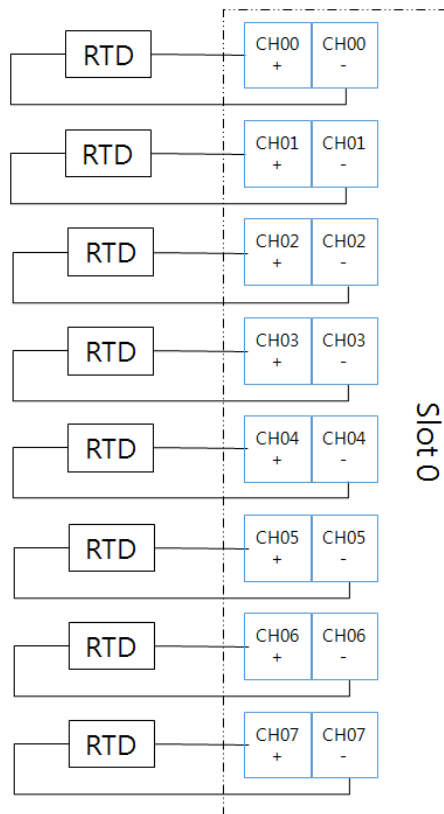 RTD
CH00 +
CH00 -
RTD
CH01 +
CH01 -
RTD
CH02 +
CH02 -
RTD
CH03 +
CH03 -
RTD
CH04 +
CH04 -
RTD
CH05 +
CH05 -
RTD
CH06 +
CH06 -
RTD
CH07 +
CH07 -
Slot 0